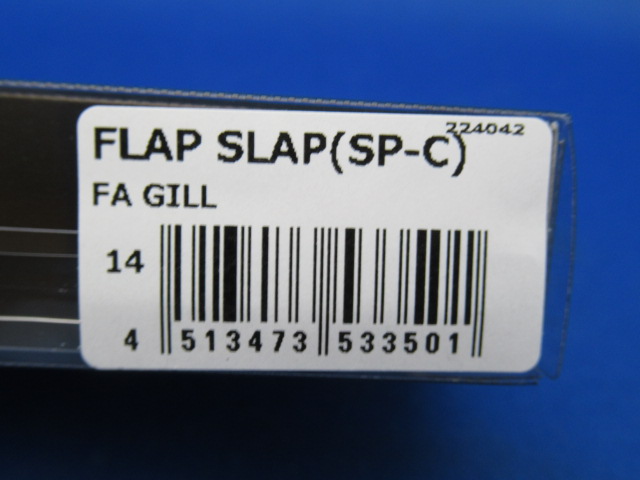 224042
FLAP SLAP(SP-C)
FA GILL
14
4 513473 533501